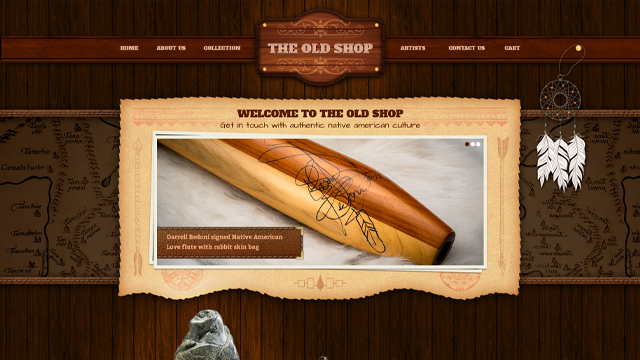 HOME
ABOUT US
COLLECTION
THE OLD SHOP
ARTISTS
CONTACT US
CART
WELCOME TO THE OLD SHOP
Get in touch with authentic native american culture
Darrell Bedoni signed Native American
Love flute with rabbit skin bag